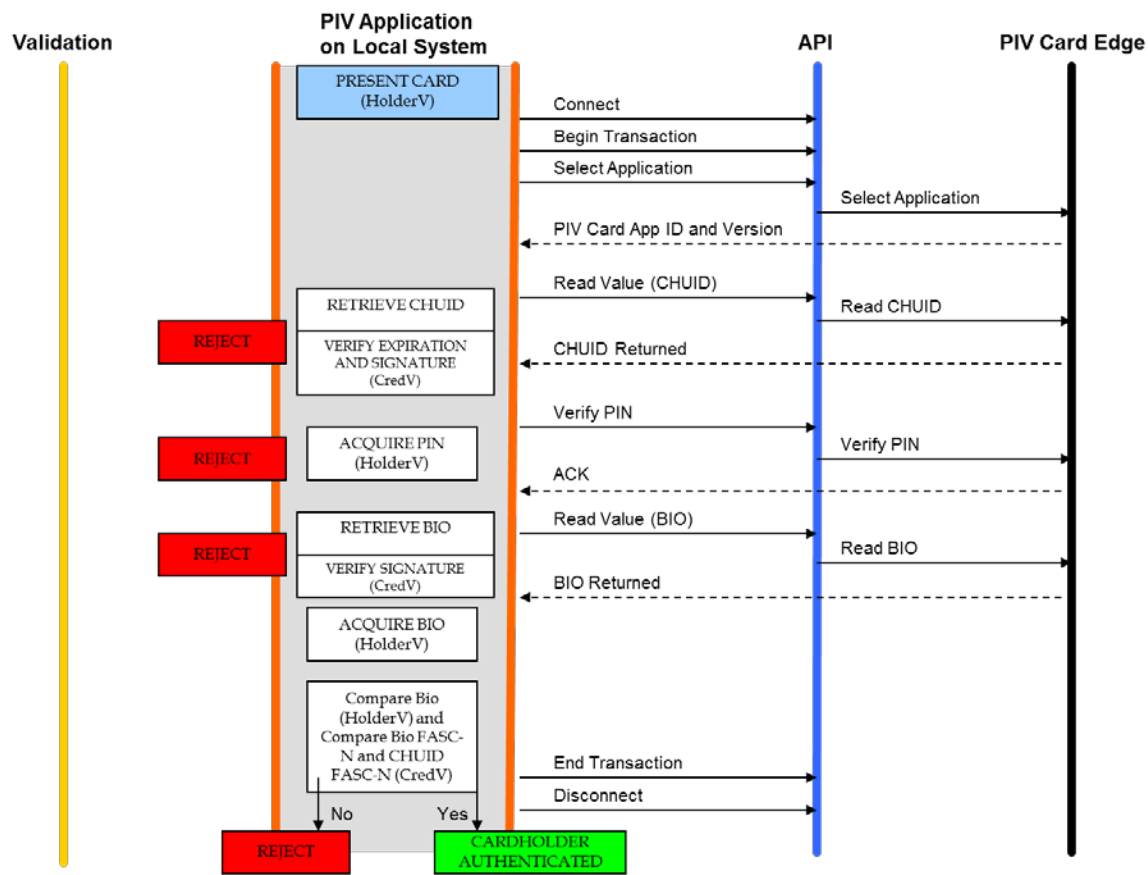 Validation
PIV Application
on Local System
API
PIV Card Edge
PRESENT CARD
(HolderV)
Connect
Begin Transaction
Select Application
Select Application
PIV Card App ID and Version
Read Value (CHUID)
RETRIEVE CHUID
Read CHUID
REJECT
VERIFY EXPIRATION
AND SIGNATURE
(CredV)
CHUID Returned
Verify PIN
ACQUIRE PIN
(HolderV)
REJECT
Verify PIN
ACK
RETRIEVE BIO
Read Value (BIO)
REJECT
Read BIO
VERIFY SIGNATURE
(CredV)
BIO Returned
ACQUIRE BIO
(HolderV)
Compare Bio
(HolderV) and
Compare Bio FASC-
N and CHUID
FASC-N (CredV)
End Transaction
Disconnect
No
Yes
REJECT
CARDHOLDER
AUTHENTICATED